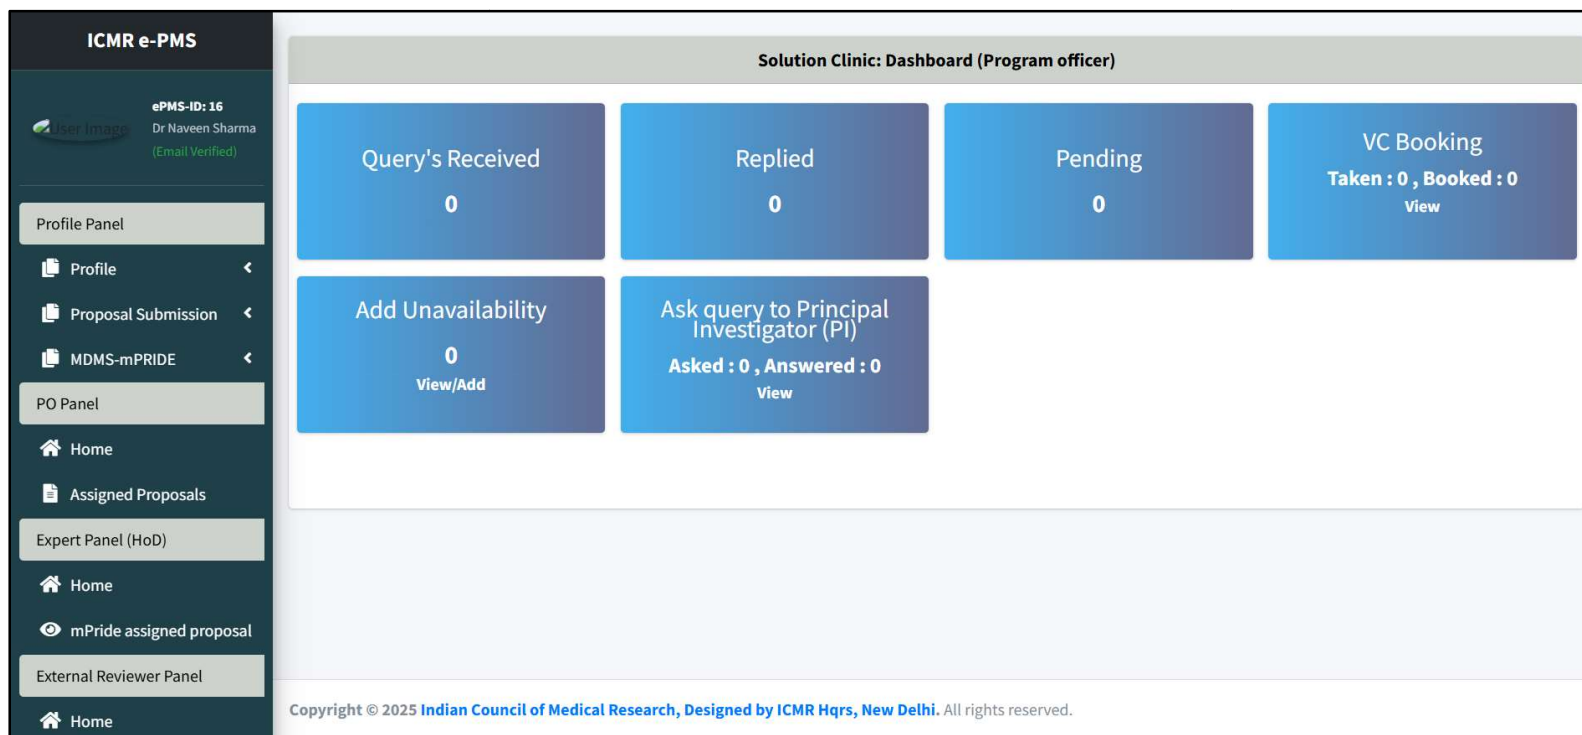 ICMR e-PMS
User Image
ePMS-ID: 16
Dr Naveen Sharma
(Email Verified)
Profile Panel
Profile
Proposal Submission
MDMS-mPRIDE
PO Panel
Home
Assigned Proposals
Expert Panel (HoD)
Home
mPride assigned proposal
External Reviewer Panel
Home
Solution Clinic: Dashboard (Program officer)
Query's Received
0
Replied
0
Pending
0
VC Booking
Taken : 0 , Booked : 0
View
Add Unavailability
0
View/Add
Ask query to Principal
Investigator (PI)
Asked : 0 , Answered : 0
View
Copyright © 2025 Indian Council of Medical Research, Designed by ICMR Hqrs, New Delhi. All rights reserved.